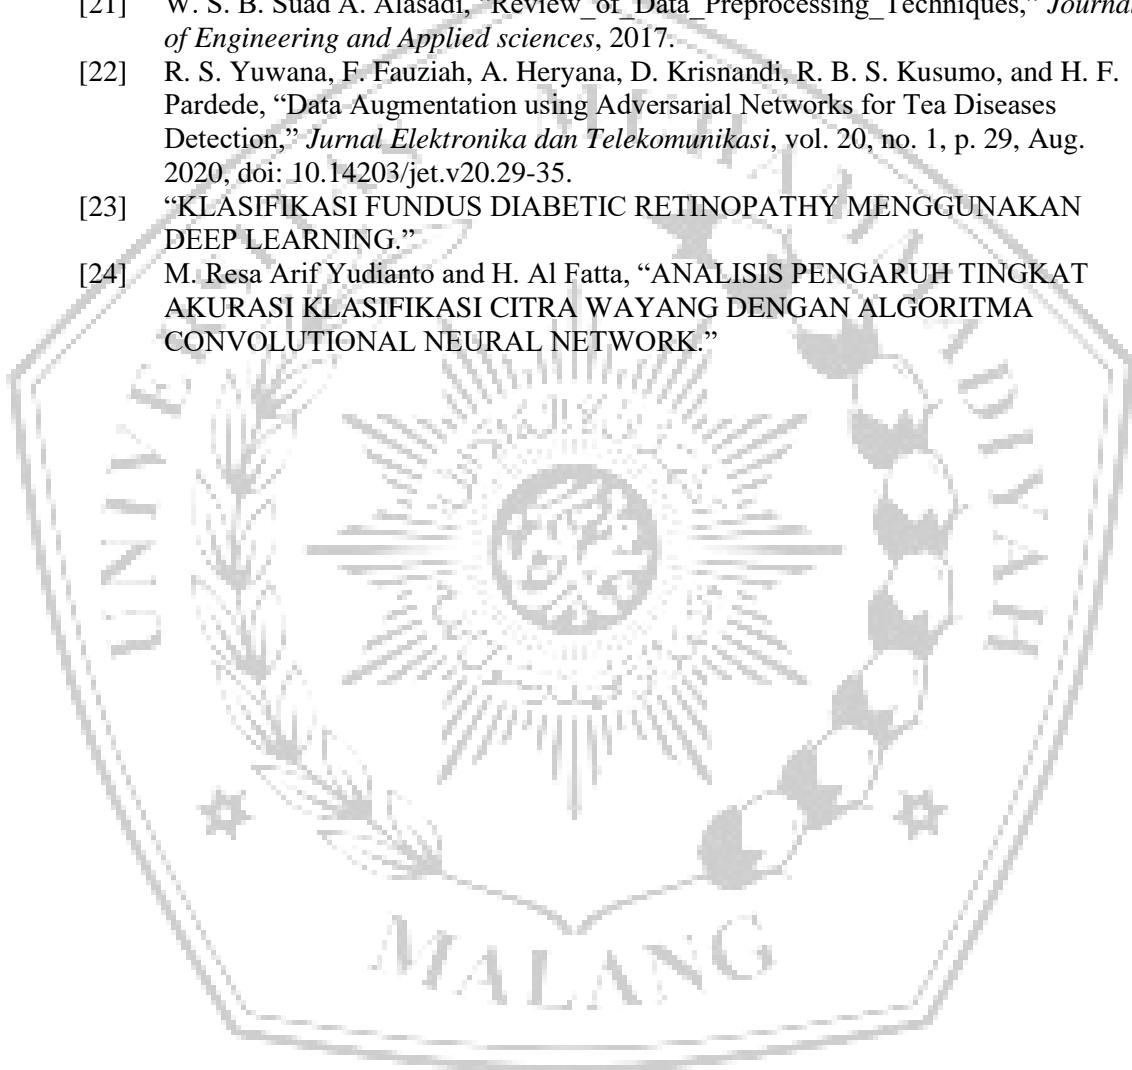 [21] W. S. B. Suad A. Alasadi, “Review_of_Data_Preprocessing_Techniques,” Journal
of Engineering and Applied sciences, 2017.
[22] R. S. Yuwana, F. Fauziah, A. Heryana, D. Krisnandi, R. B. S. Kusumo, and H. F.
Pardede, “Data Augmentation using Adversarial Networks for Tea Diseases
Detection,” Jurnal Elektronika dan Telekomunikasi, vol. 20, no. 1, p. 29, Aug.
2020, doi: 10.14203/jet.v20.29-35.
[23] “KLASIFIKASI FUNDUS DIABETIC RETINOPATHY MENGGUNAKAN
DEEP LEARNING.”
[24] M. Resa Arif Yudianto and H. Al Fatta, “ANALISIS PENGARUH TINGKAT
AKURASI KLASIFIKASI CITRA WAYANG DENGAN ALGORITMA
CONVOLUTIONAL NEURAL NETWORK.”
UNIVERSITAS MUHAMMADIYAH
MALANG